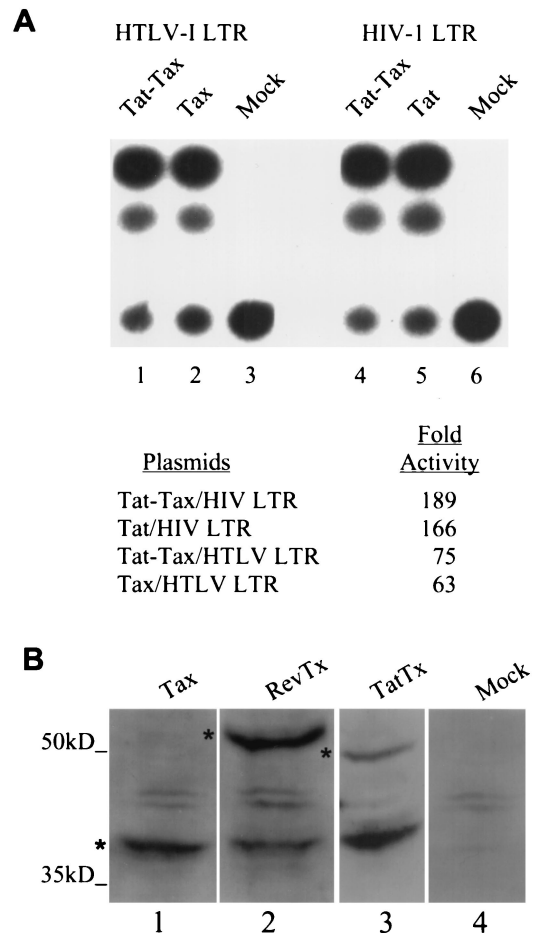 A
HTLV-I LTR HIV-1 LTR
Tat-Tax Tax Mock Tat-Tax Tat Mock
1 2 3 4 5 6
Fold
Plasmids Activity
Tat-Tax/HIV LTR 189
Tat/HIV LTR 166
Tat-Tax/HTLV LTR 75
Tax/HTLV LTR 63
B
Tax RevTx TatTx Mock
*
50kD_ *
*
35kD_
1 2 3 4